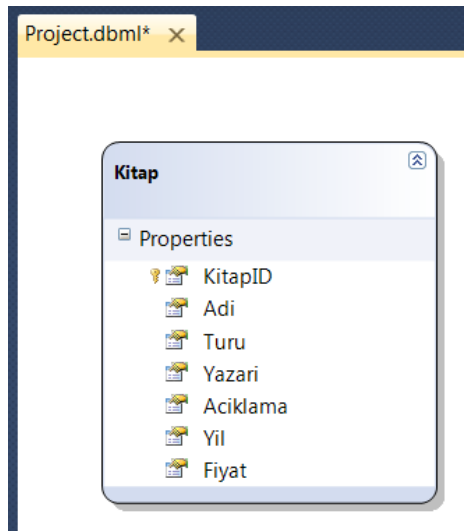 Project.dbml*
Kitap
Properties
KitapID
Adi
Turu
Yazari
Aciklama
Yil
Fiyat